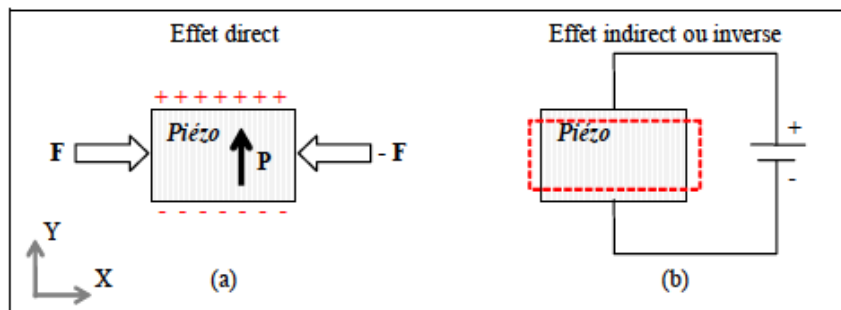 Effet direct
Effet indirect ou inverse
+ + + + + + +
Piézo
F
P
- F
- - - - - - -
Y
X
(a)
Piézo
+
-
(b)